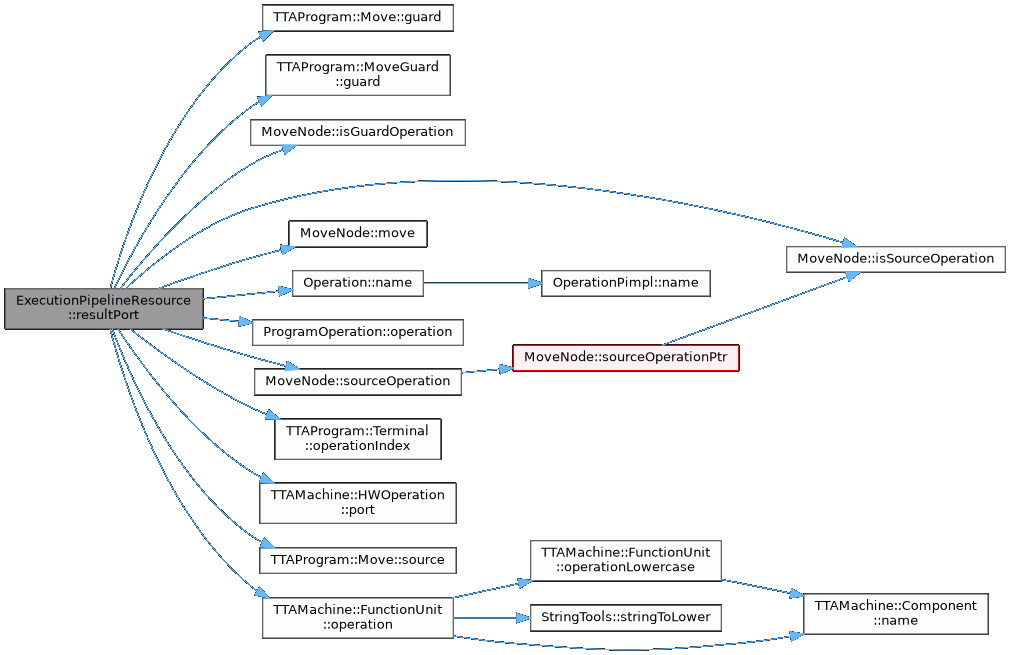 TTAProgram::Move::guard
TTAProgram::MoveGuard
::guard
MoveNode::isGuardOperation
MoveNode::move
MoveNode::isSourceOperation
Operation::name
OperationPimpl::name
ExecutionPipelineResource
::resultPort
ProgramOperation::operation
MoveNode::sourceOperationPtr
MoveNode::sourceOperation
TTAProgram::Terminal
::operationIndex
TTAMachine::HWOperation
::port
TTAProgram::Move::source
TTAMachine::FunctionUnit
::operationLowercase
TTAMachine::FunctionUnit
::operation
StringTools::stringToLower
TTAMachine::Component
::name